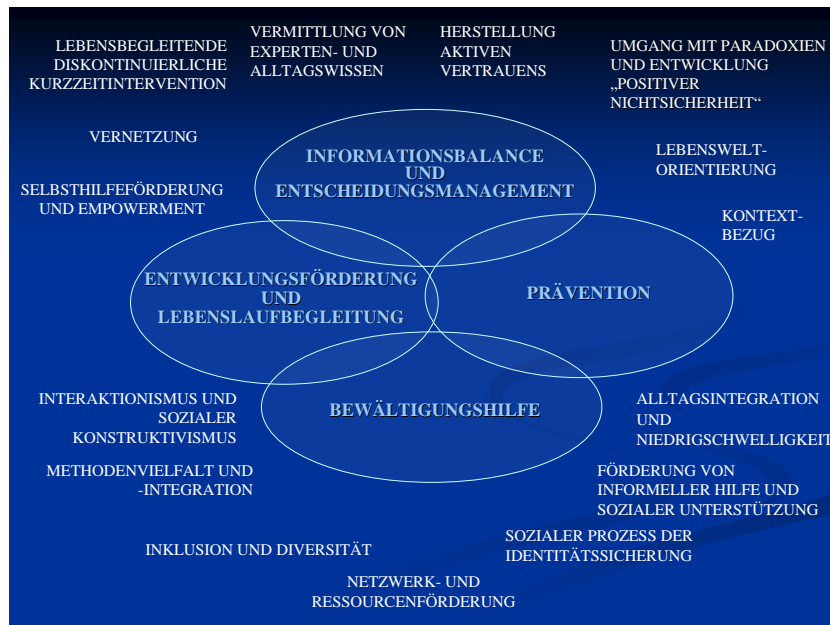 LEBENSBEGLEITENDE
DISKONTINUIERLICHE
KURZZEITINTERVENTION
VERMITTLUNG VON
EXPERTEN- UND
ALLTAGSWISSEN
HERSTELLUNG
AKTIVEN
VERTRAUENS
UMGANG MIT PARADOXIEN
UND ENTWICKLUNG
„POSITIVER
NICHTSICHERHEIT“
VERNETZUNG
INFORMATIONSBALANCE
UND
ENTSCHEIDUNGSMANAGEMENT
LEBENSWELT-
ORIENTIERUNG
SELBSTHILFEFÖRDERUNG
UND EMPOWERMENT
KONTEXT-
BEZUG
ENTWICKLUNGSFÖRDERUNG
UND
LEBENSLAUFBEGLEITUNG
PRÄVENTION
BEWÄLTIGUNGSHILFE
INTERAKTIONISMUS UND
SOZIALER
KONSTRUKTIVISMUS
ALLTAGSINTEGRATION
UND
NIEDRIGSCHWELLIGKEIT
METHODENVIELFALT UND
-INTEGRATION
FÖRDERUNG VON
INFORMELLER HILFE UND
SOZIALER UNTERSTÜTZUNG
INKLUSION UND DIVERSITÄT
SOZIALER PROZESS DER
IDENTITÄTSSICHERUNG
NETZWERK- UND
RESSOURCENFÖRDERUNG